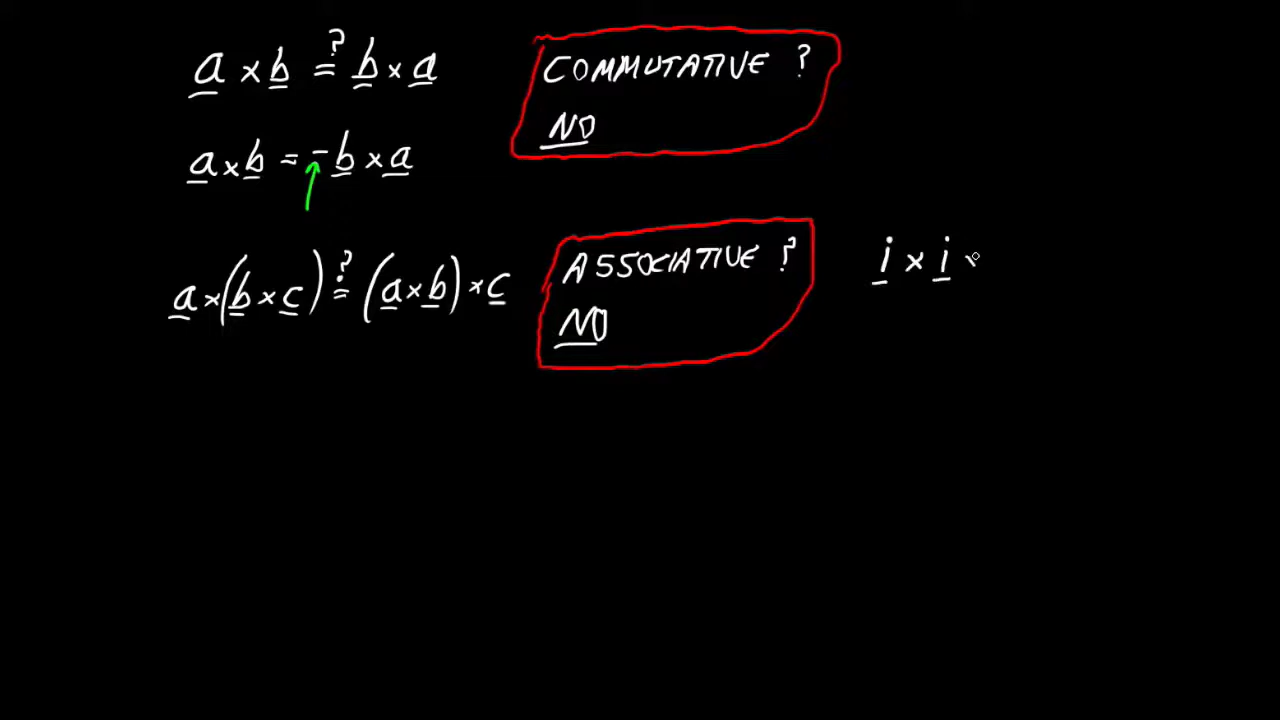 a × b ?= b × a
COMMUTATIVE ?
NO
a × b = - b × a
a × (b × c) ?= (a × b) × c
ASSOCIATIVE ?
NO
i × i